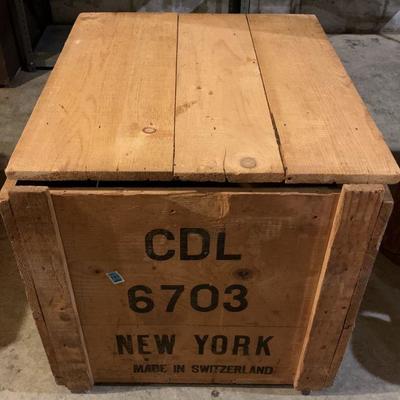 CDL
6703
NEW YORK
MADE IN SWITZERLAND